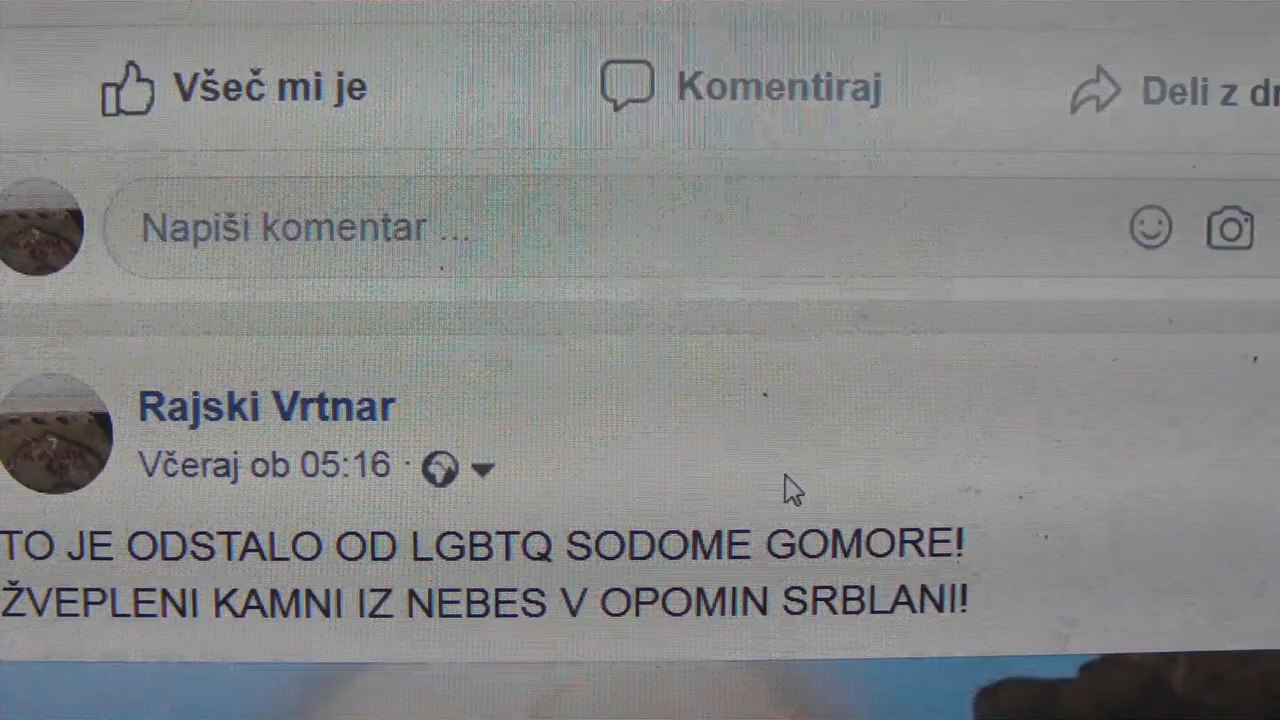 Všeč mi je
Komentiraj
Deli z
Napiši komentar ...
Rajski Vrtnar
Včeraj ob 05:16 ·
TO JE ODSTALO OD LGBTQ SODOME GOMORE!
ŽVEPLENI KAMNI IZ NEBES V OPOMIN SRBLANI!